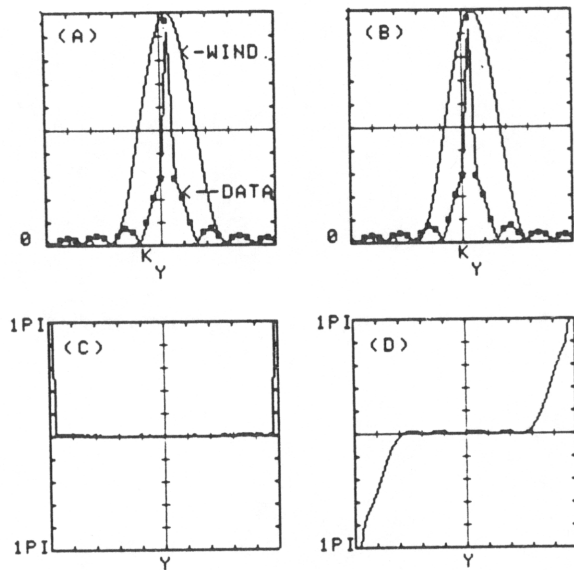 (A)
K-WIND.
K-DATA
0
K
Y
(B)
0
K
Y
1PI
(C)
1PI
Y
1PI
(D)
1PI
Y